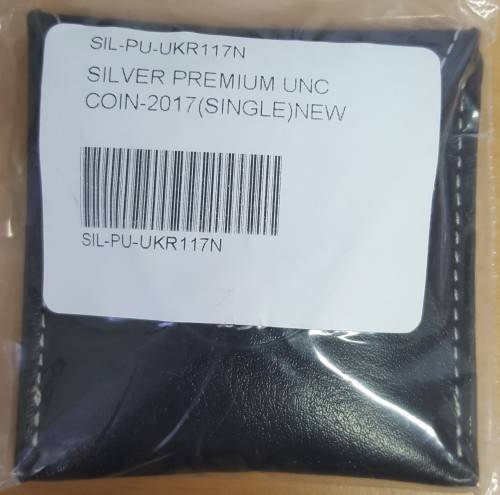 SIL-PU-UKR117N
SILVER PREMIUM UNC
COIN-2017(SINGLE)NEW
SIL-PU-UKR117N